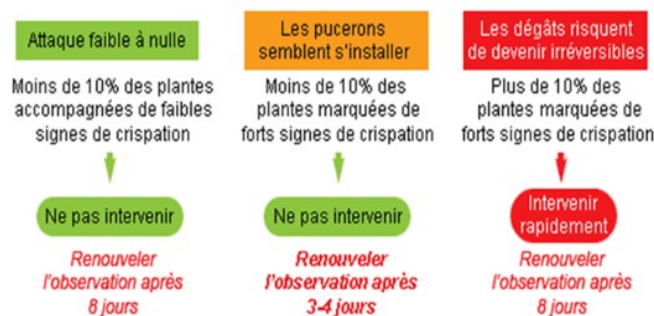 Attaque faible à nulle
Moins de 10% des plantes
accompagnées de faibles
signes de crispation
Ne pas intervenir
Renouveler
l'observation après
8 jours
Les pucerons
semblent s'installer
Moins de 10% des
plantes marquées de
forts signes de crispation
Ne pas intervenir
Renouveler
l'observation après
3-4 jours
Les dégâts risquent
de devenir irréversibles
Plus de 10% des
plantes marquées de
forts signes de crispation
Intervenir
rapidement
Renouveler
l'observation après
8 jours